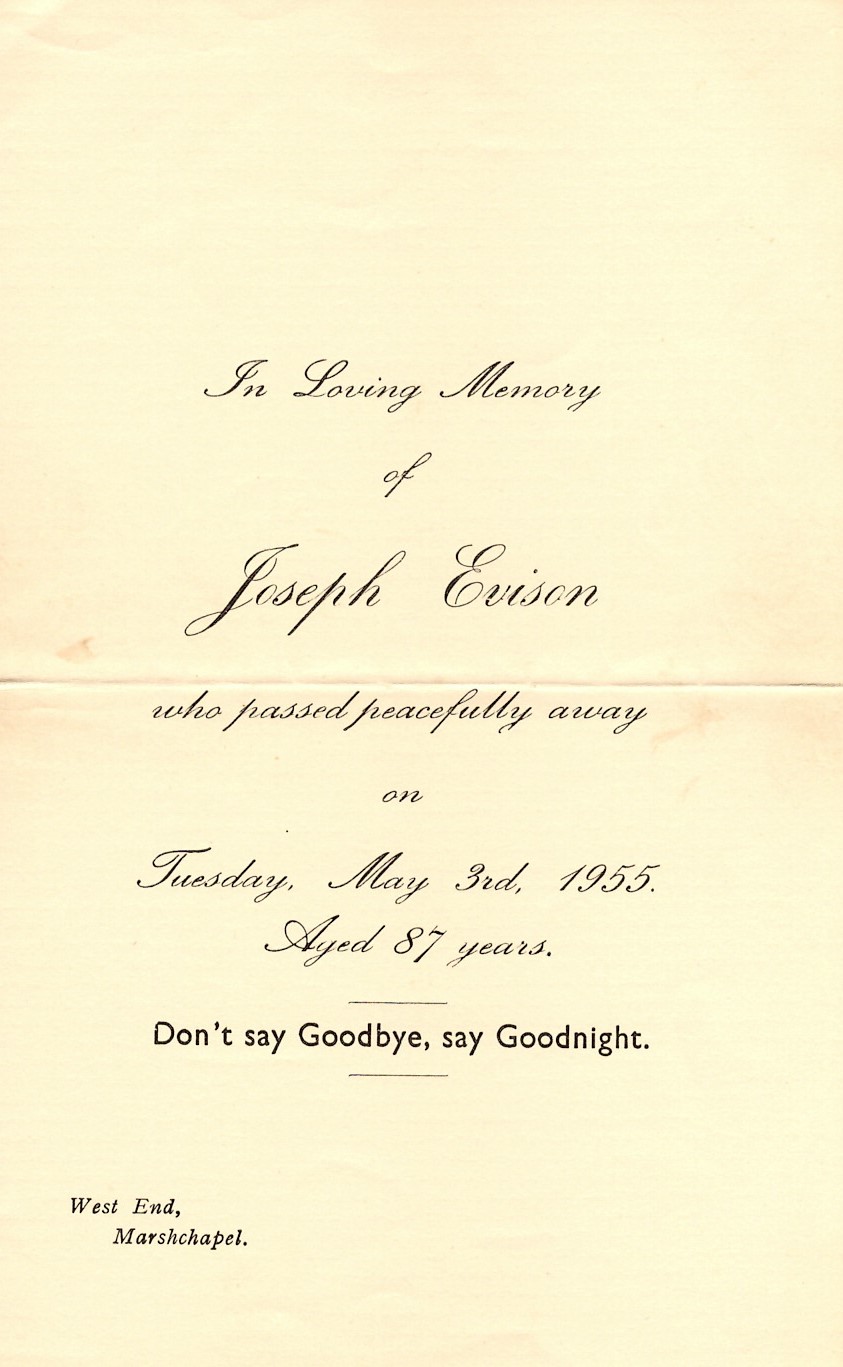 In Loving Memory
of
Joseph Evison
who passed peacefully away
on
Tuesday, May 3rd, 1955.
Aged 87 years.
Don't say Goodbye, say Goodnight.
West End,
Marshchapel.